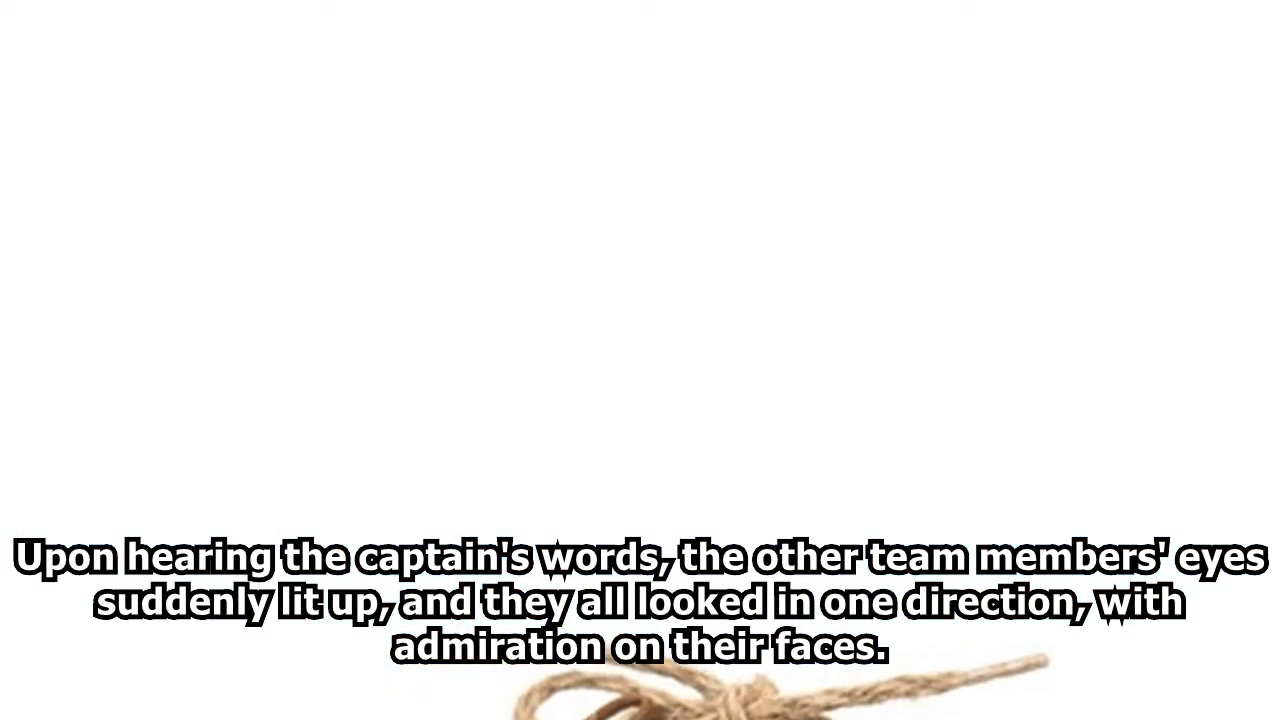 Upon hearing the captain's words, the other team members' eyes
suddenly lit up, and they all looked in one direction, with
admiration on their faces.